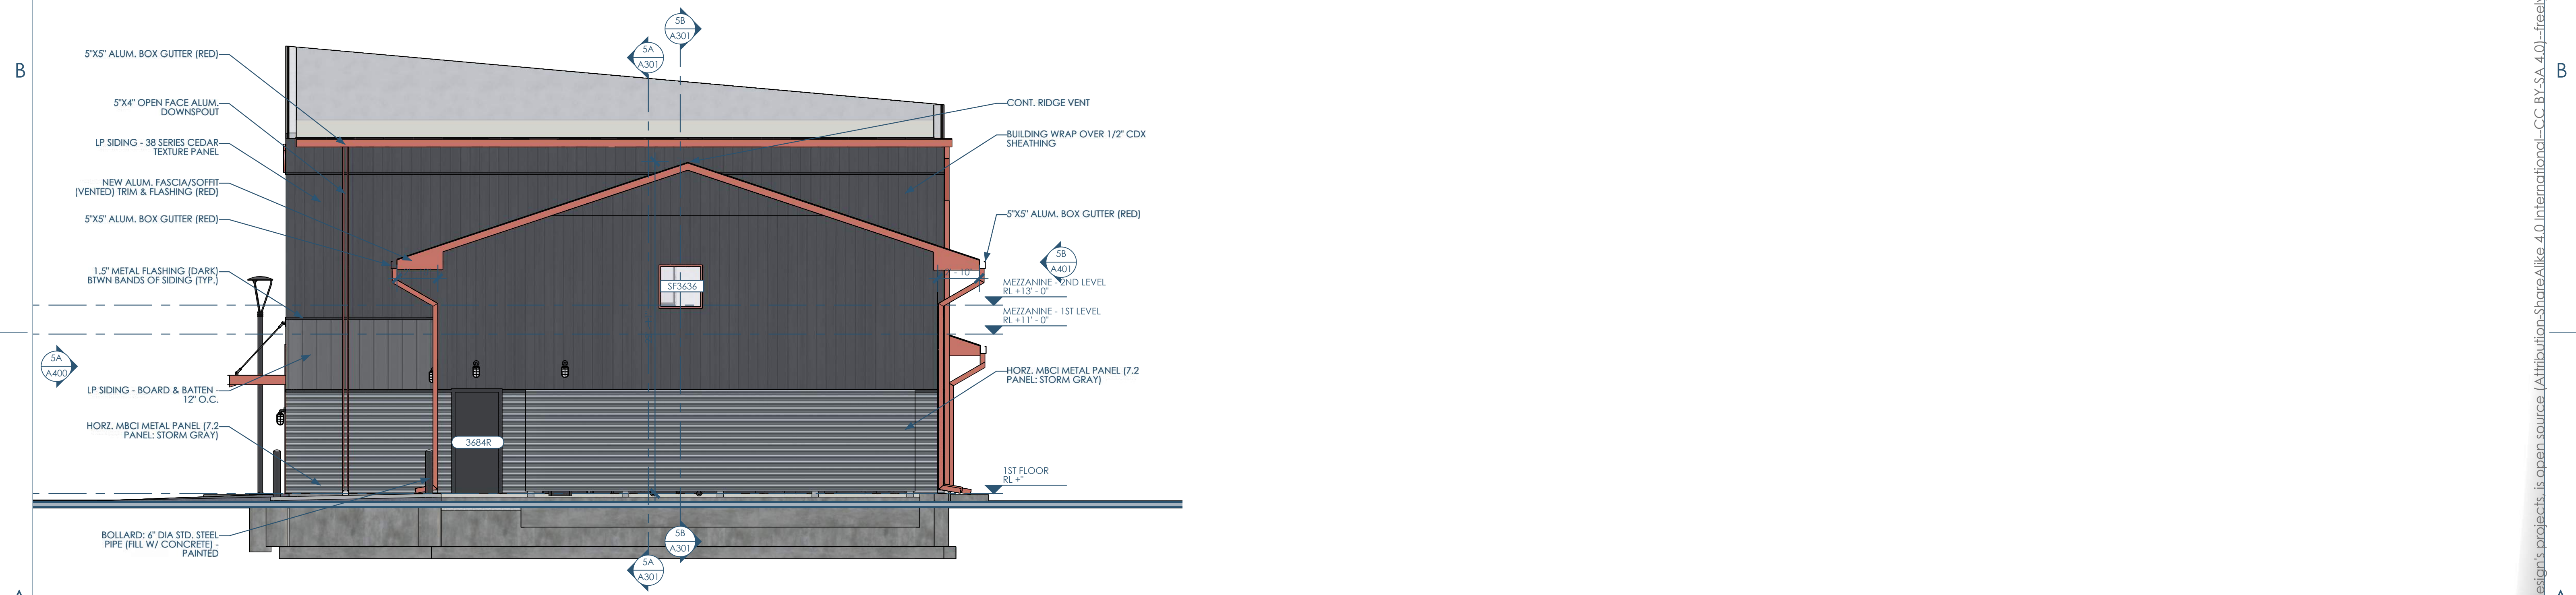 5B
A301
5A
A301
B
B
5"X5" ALUM. BOX GUTTER (RED)
5"X4" OPEN FACE ALUM.
DOWNSPOUT
LP SIDING - 38 SERIES CEDAR
TEXTURE PANEL
NEW ALUM. FASCIA/SOFFIT
(VENTED) TRIM & FLASHING (RED)
5"X5" ALUM. BOX GUTTER (RED)
1.5" METAL FLASHING (DARK)
BTWN BANDS OF SIDING (TYP.)
5A
A400
LP SIDING - BOARD & BATTEN -
12" O.C.
HORZ. MBCI METAL PANEL (7.2
PANEL: STORM GRAY)
BOLLARD: 6" DIA STD. STEEL
PIPE (FILL W/ CONCRETE) -
PAINTED
SF3636
3684R
CONT. RIDGE VENT
BUILDING WRAP OVER 1/2" CDX
SHEATHING
5"X5" ALUM. BOX GUTTER (RED)
5B
A401
- 10"
MEZZANINE - 2ND LEVEL
RL +13' - 0"
MEZZANINE - 1ST LEVEL
RL +11' - 0"
HORZ. MBCI METAL PANEL (7.2
PANEL: STORM GRAY)
1ST FLOOR
RL +"
5B
A301
5A
A301
esign's projects, is open source (Attribution-ShareAlike 4.0 International--CC BY-SA 4.0)--freely